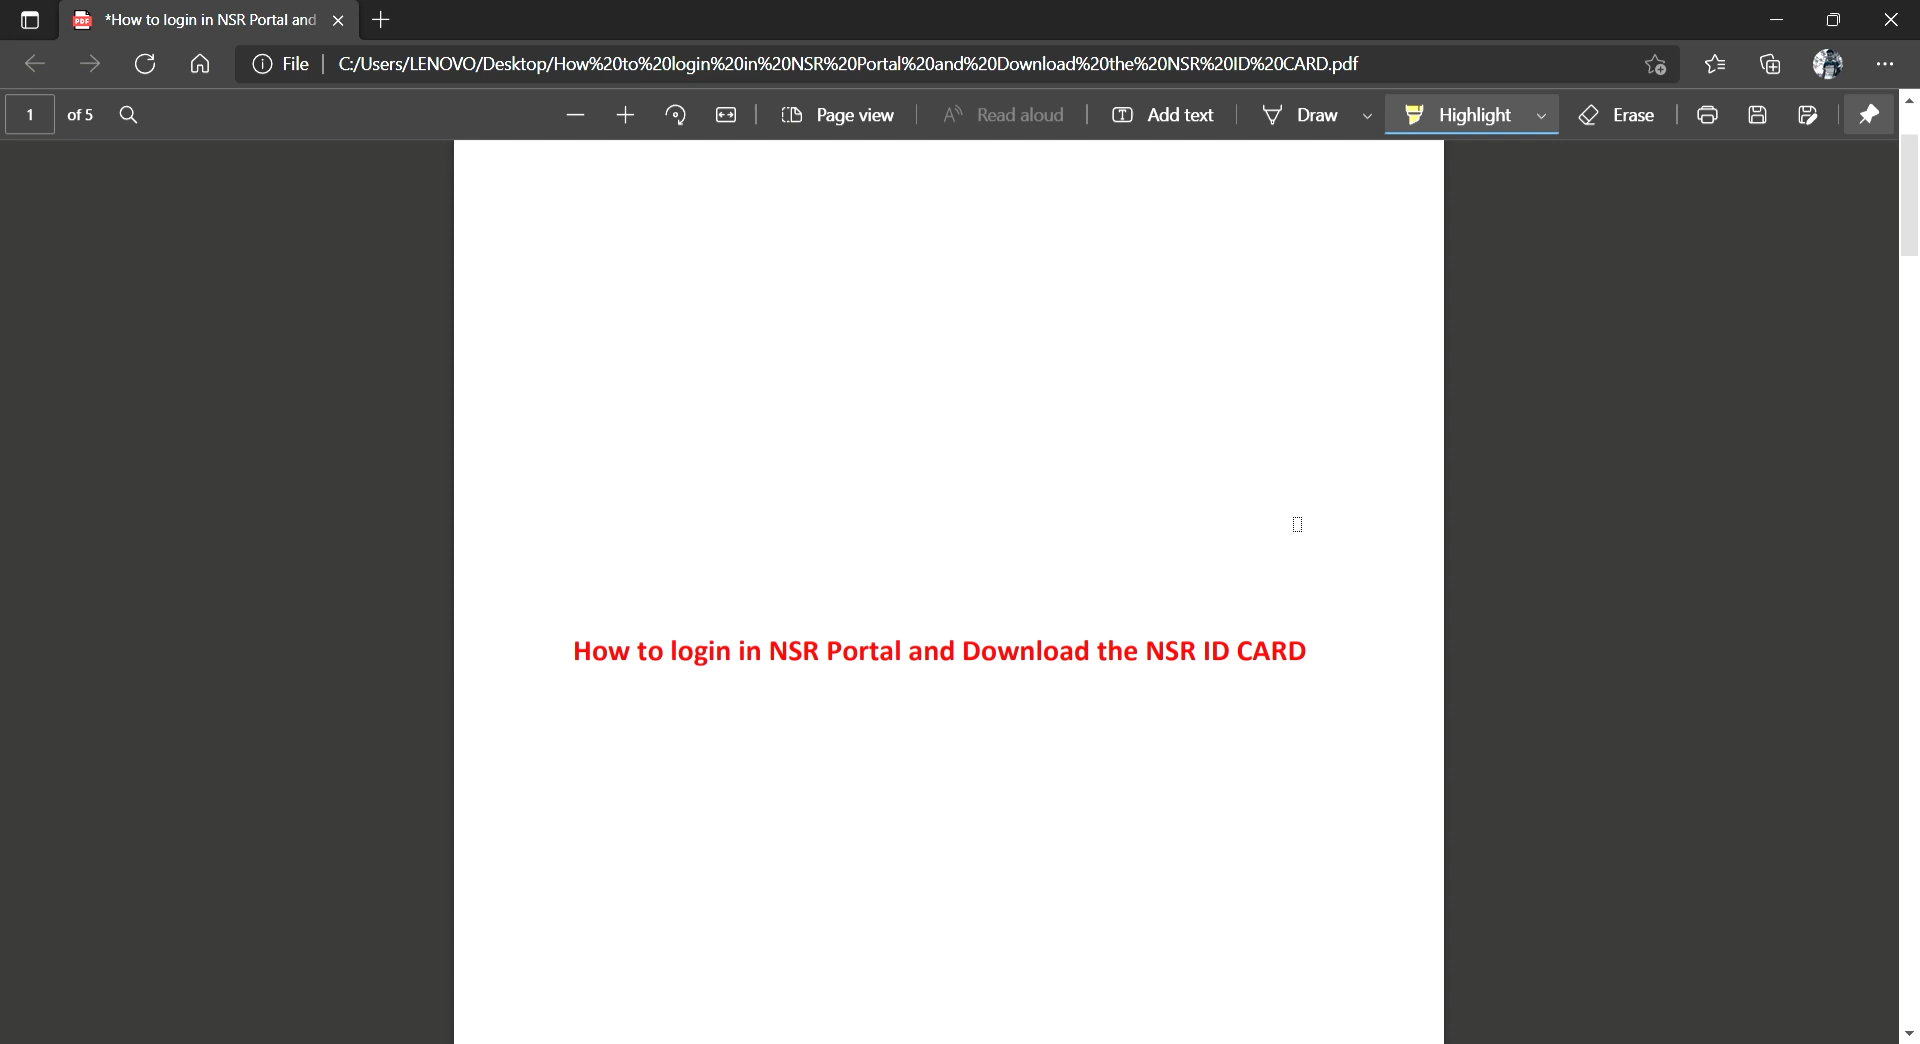 *How to login in NSR Portal and
File
C:/Users/LENOVO/Desktop/How%20to%20login%20in%20NSR%20Portal%20and%20Download%20the%20NSR%20ID%20CARD.pdf
1 of 5
Page view
Read aloud
Add text
Draw
Highlight
Erase
How to login in NSR Portal and Download the NSR ID CARD